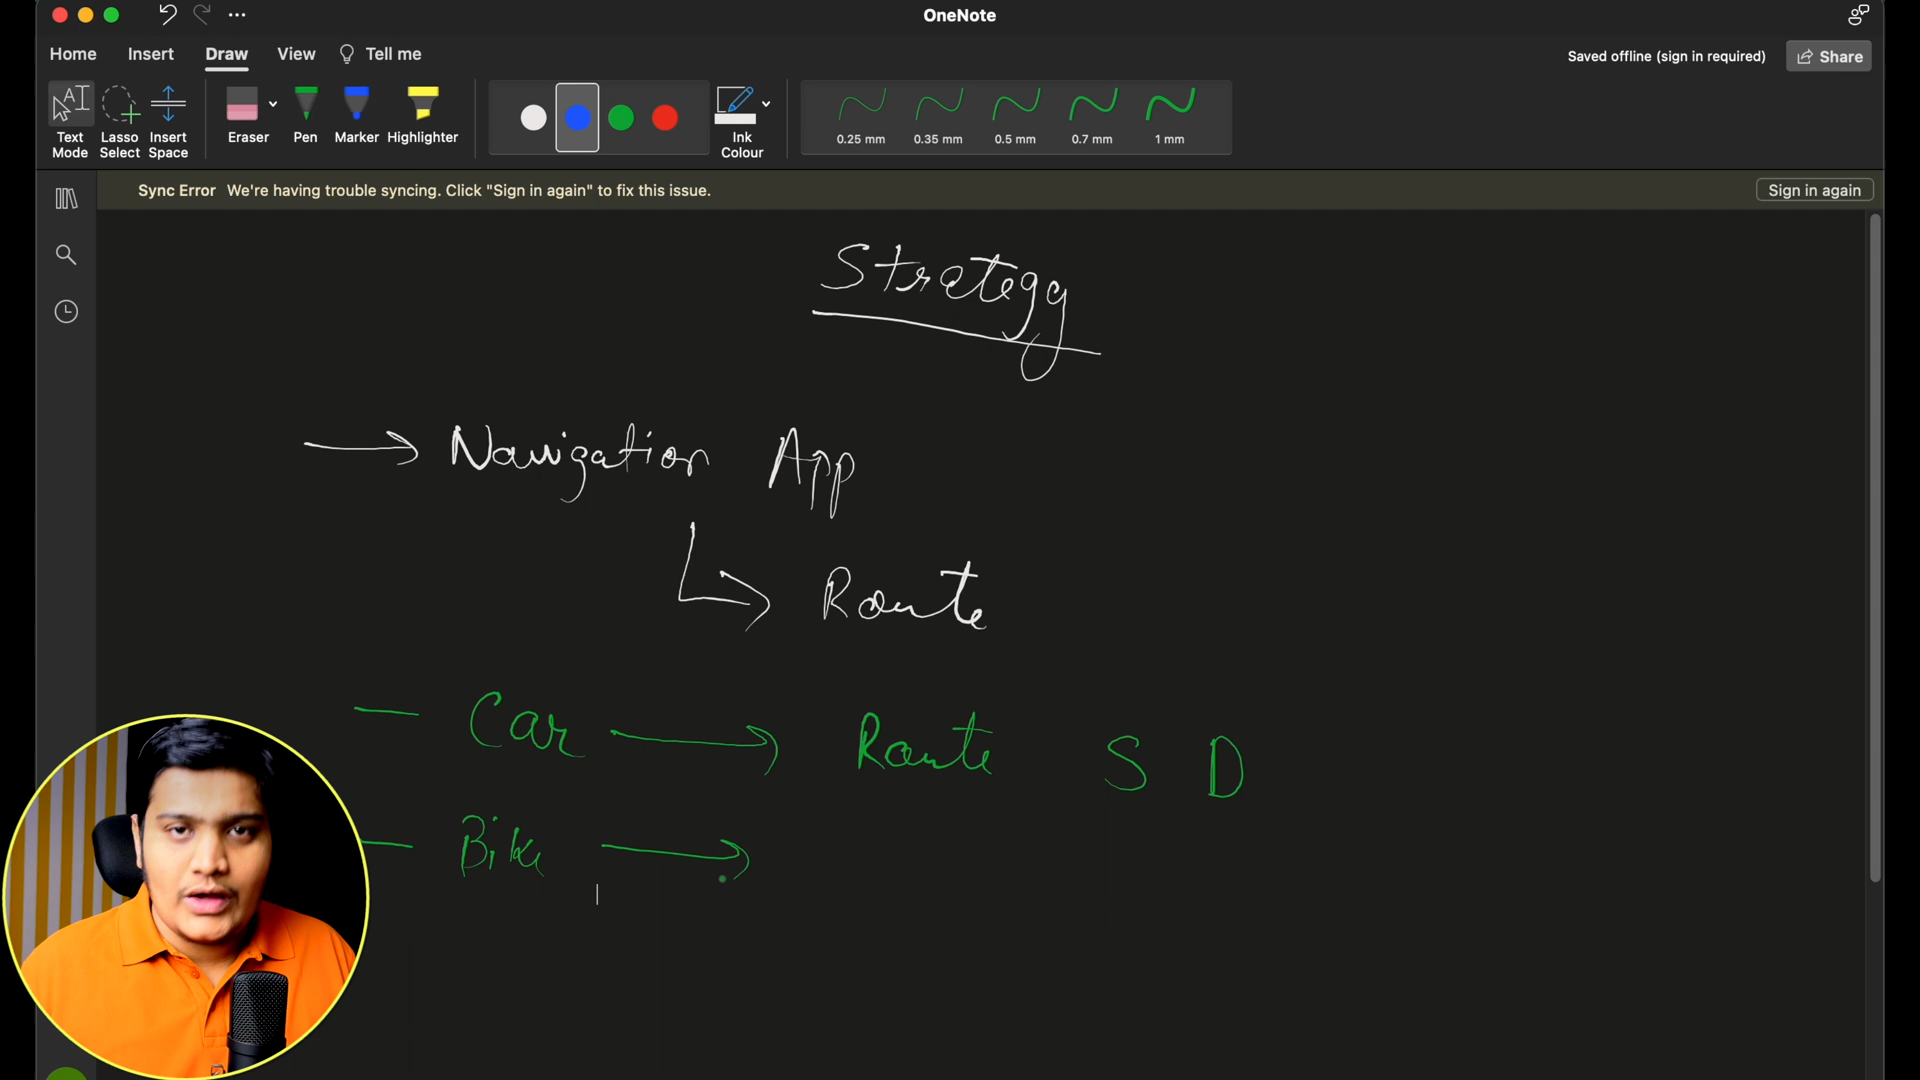 OneNote
Home Insert Draw View Tell me
Saved offline (sign in required) Share
Text Mode
Lasso Select
Insert Space
Eraser
Pen
Marker
Highlighter
Ink Colour
0.25 mm 0.35 mm 0.5 mm 0.7 mm 1 mm
Sync Error We're having trouble syncing. Click "Sign in again" to fix this issue. Sign in again
Strategy
Navigation App
Route
Car Route S D
Bike